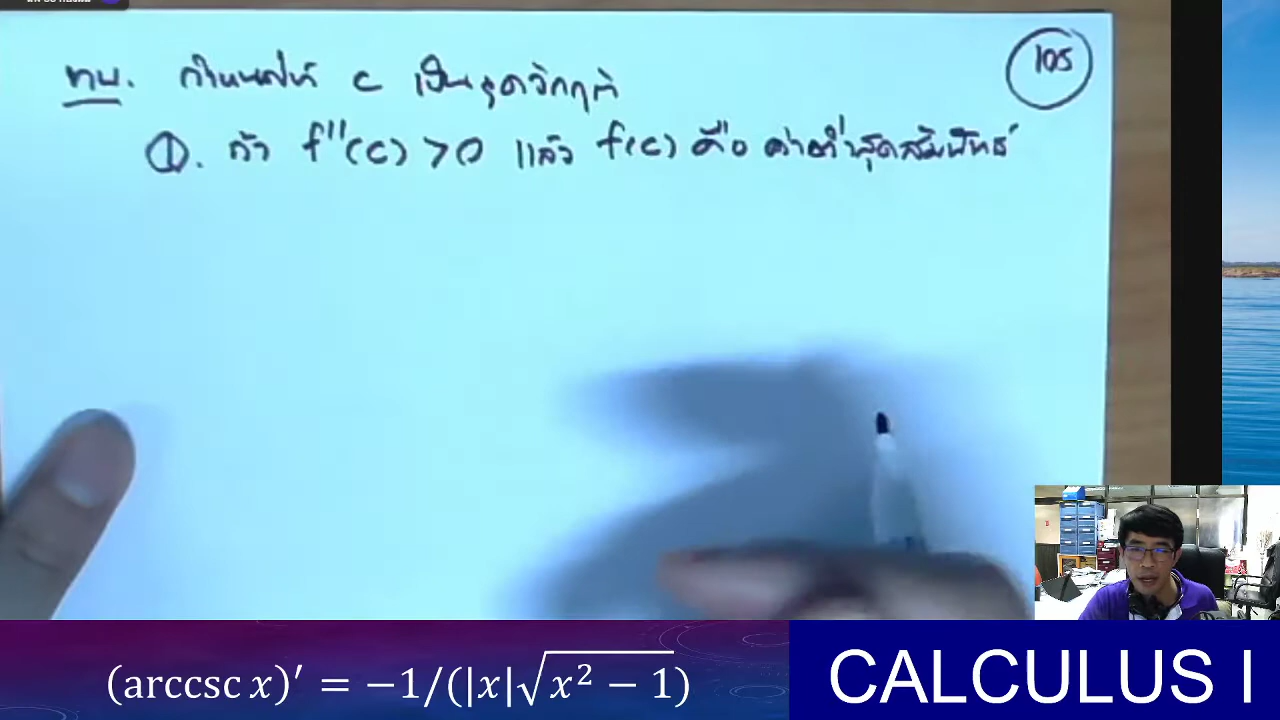 ทบ. กำหนดให้ c เป็นจุดวิกฤติ
105
①. ถ้า f''(c) > 0 แล้ว f(c) คือ ค่าต่ำสุดสัมพัทธ์
(arccsc x)′ = −1/(|x|√(x² − 1))
CALCULUS I